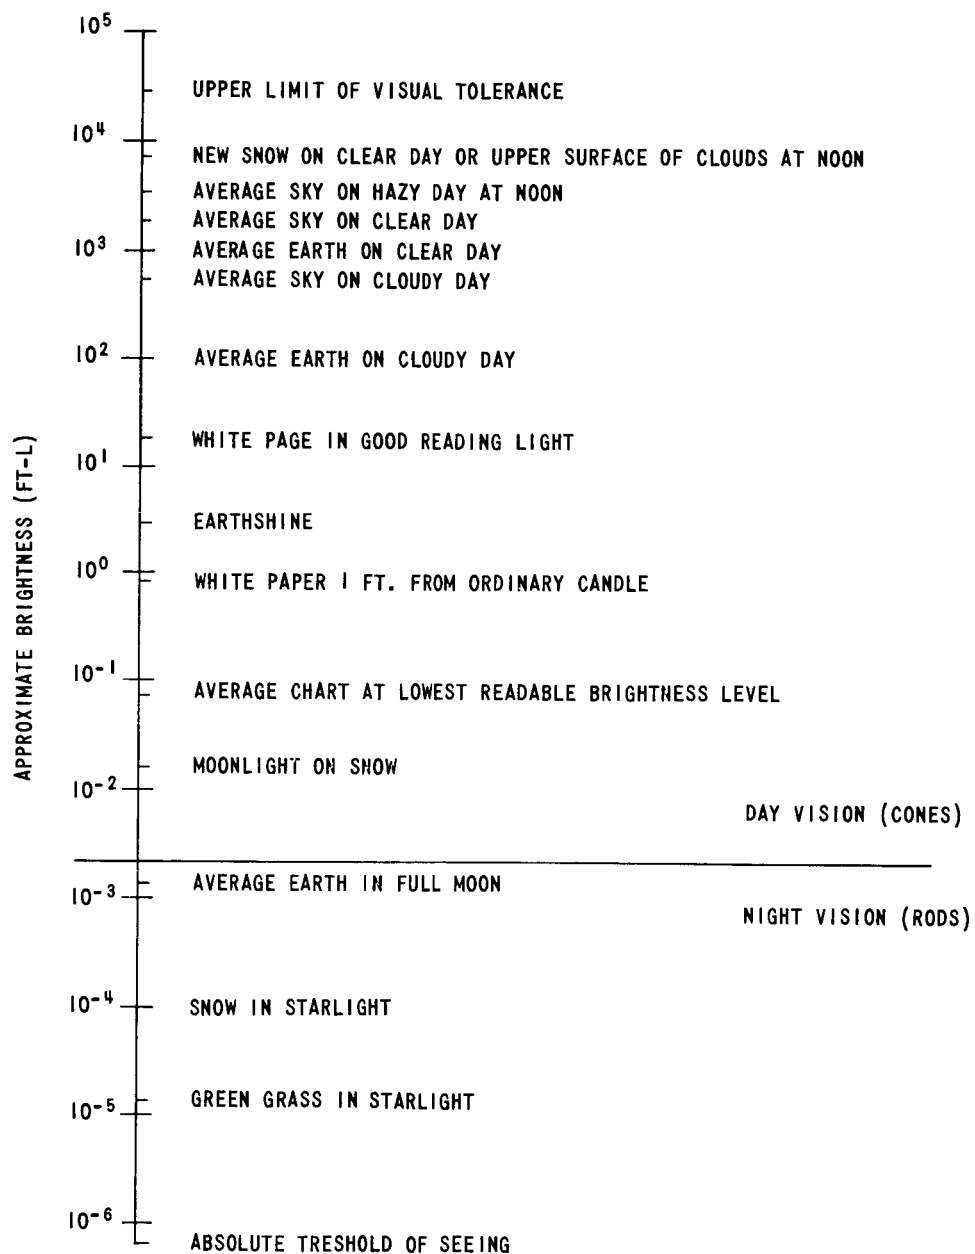 10⁵
UPPER LIMIT OF VISUAL TOLERANCE
10⁴
NEW SNOW ON CLEAR DAY OR UPPER SURFACE OF CLOUDS AT NOON
AVERAGE SKY ON HAZY DAY AT NOON
AVERAGE SKY ON CLEAR DAY
10³
AVERAGE EARTH ON CLEAR DAY
AVERAGE SKY ON CLOUDY DAY
10²
AVERAGE EARTH ON CLOUDY DAY
WHITE PAGE IN GOOD READING LIGHT
10¹
APPROXIMATE BRIGHTNESS (FT-L)
EARTHSHINE
10⁰
WHITE PAPER 1 FT. FROM ORDINARY CANDLE
10⁻¹
AVERAGE CHART AT LOWEST READABLE BRIGHTNESS LEVEL
MOONLIGHT ON SNOW
10⁻²
DAY VISION (CONES)
AVERAGE EARTH IN FULL MOON
10⁻³
NIGHT VISION (RODS)
10⁻⁴
SNOW IN STARLIGHT
GREEN GRASS IN STARLIGHT
10⁻⁵
10⁻⁶
ABSOLUTE TRESHOLD OF SEEING